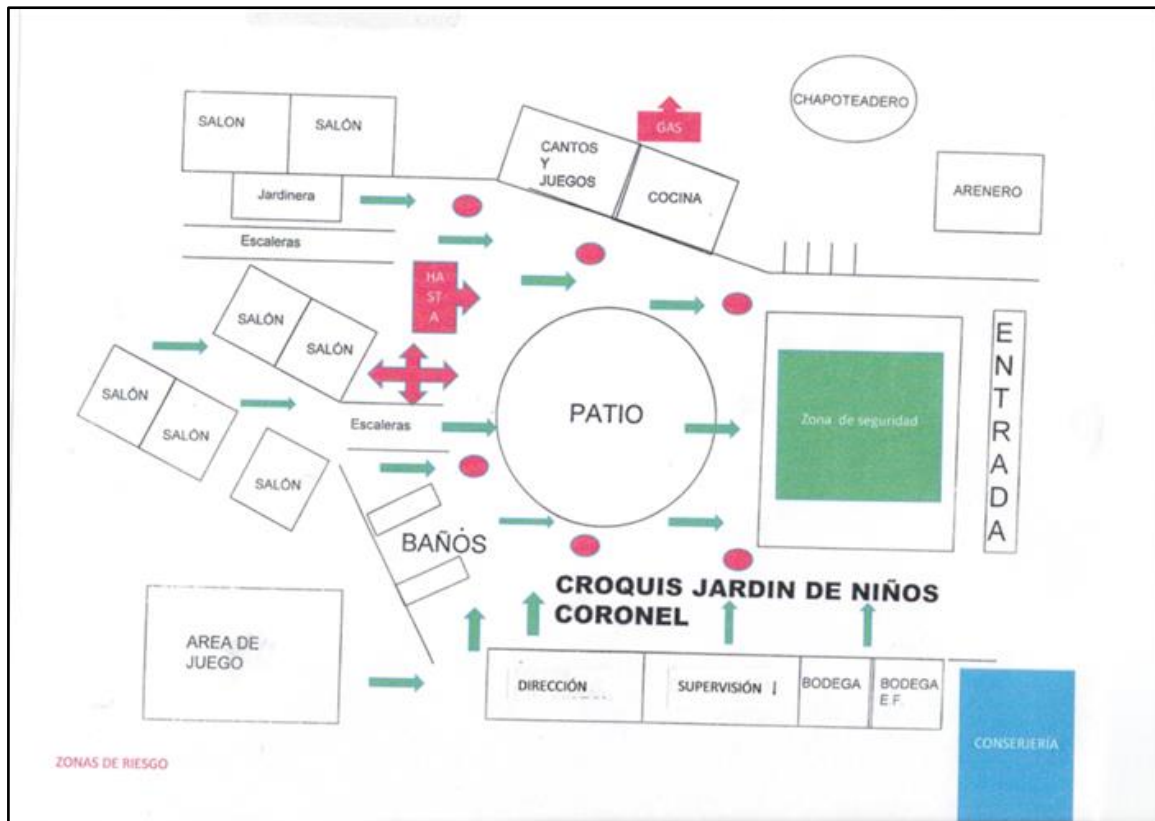 CHAPOTEADERO
GAS
SALON
SALÓN
CANTOS
Y
JUEGOS
COCINA
ARENERO
Jardinera
Escaleras
HA
ST
A
SALÓN
SALÓN
ENTRADA
SALÓN
SALÓN
Escaleras
PATIO
Zona de seguridad
SALÓN
BAÑOS
CROQUIS JARDIN DE NIÑOS
CORONEL
AREA DE
JUEGO
DIRECCIÓN
SUPERVISIÓN
BODEGA
BODEGA
E.F.
CONSERJERÍA
ZONAS DE RIESGO